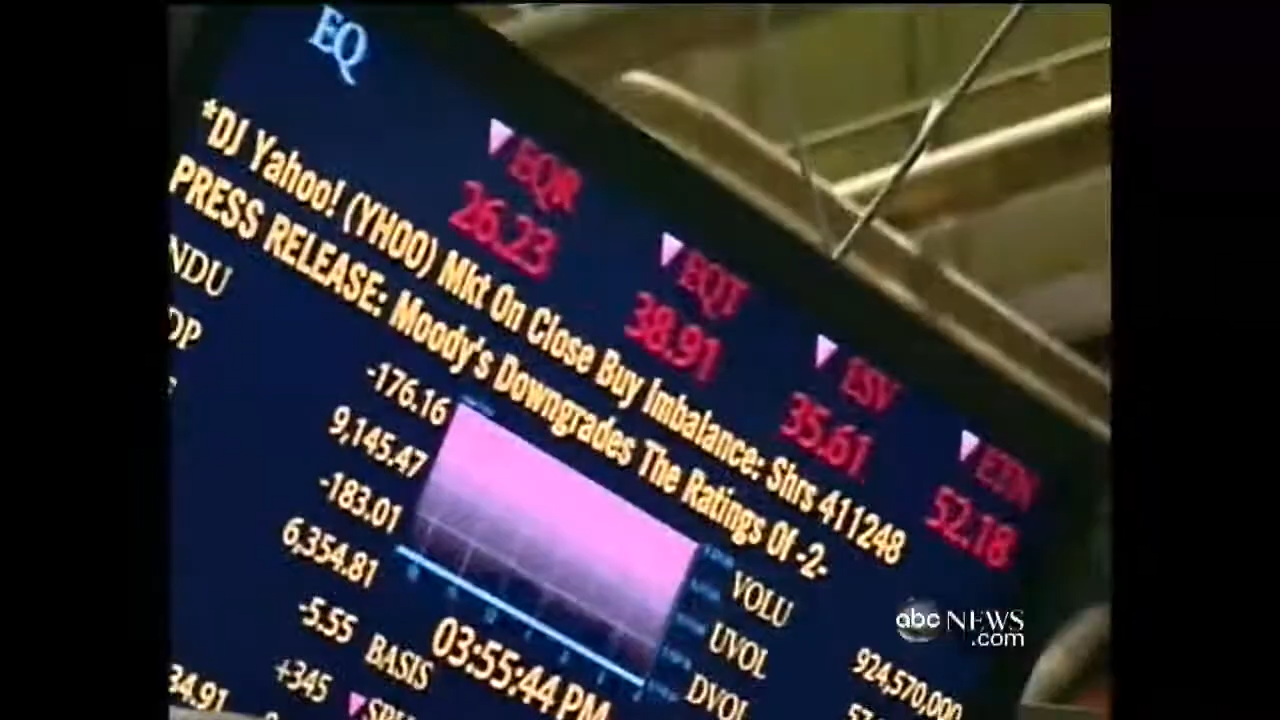 EQ
EQR
26.23
EQT
38.91
ESV
35.61
ETN
52.18
*DJ Yahoo! (YHOO) Mkt On Close Buy Imbalance: Shrs 411248
PRESS RELEASE: Moody's Downgrades The Ratings Of -2-
NDU
-176.16
9,145.47
-183.01
6,354.81
-5.55 BASIS
+345
34.91
03:55:44 PM
VOLU
924,570,000
UVOL
DVOL
abc NEWS
.com